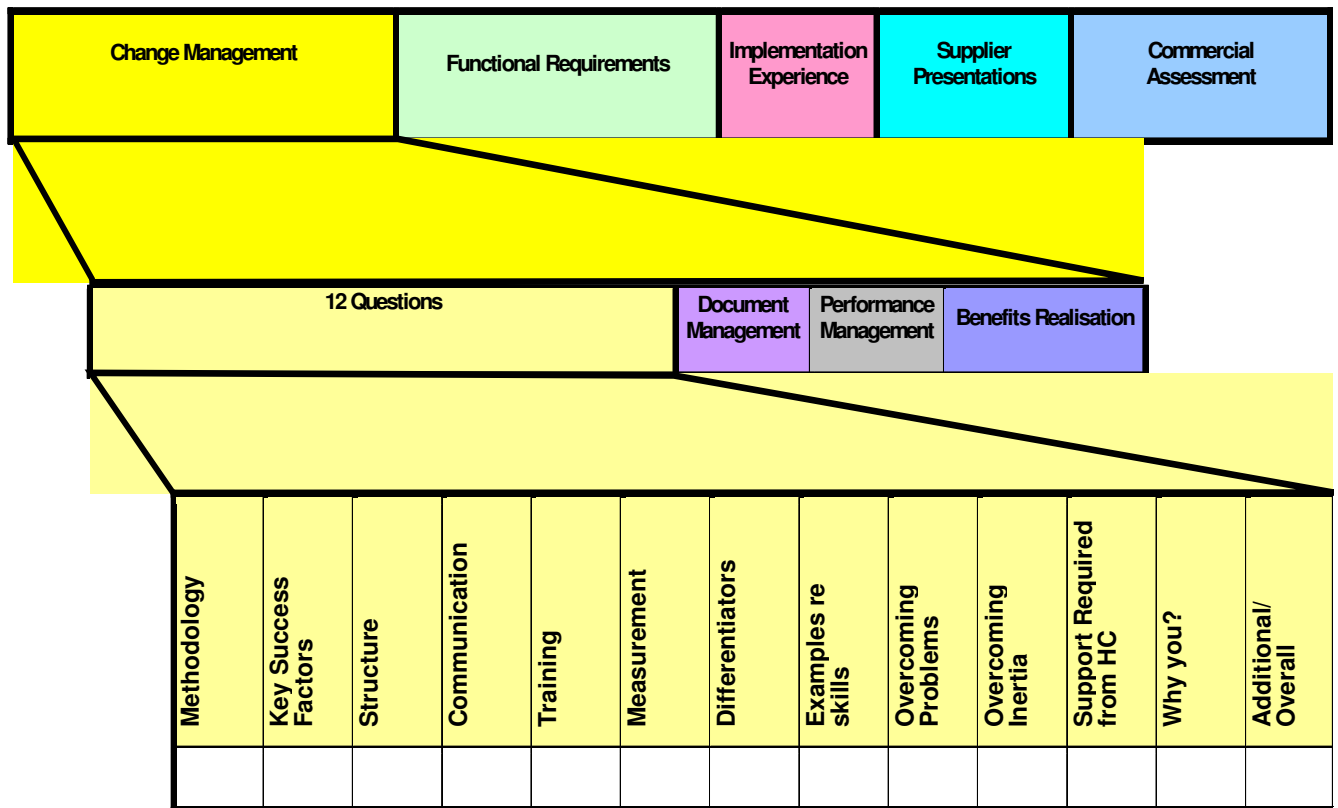 Change Management
Functional Requirements
Implementation
Experience
Supplier
Presentations
Commercial
Assessment
12 Questions
Document
Management
Performance
Management
Benefits Realisation
Methodology
Key Success
Factors
Structure
Communication
Training
Measurement
Differentiators
Examples re
skills
Overcoming
Problems
Overcoming
Inertia
Support Required
from HC
Why you?
Additional/
Overall